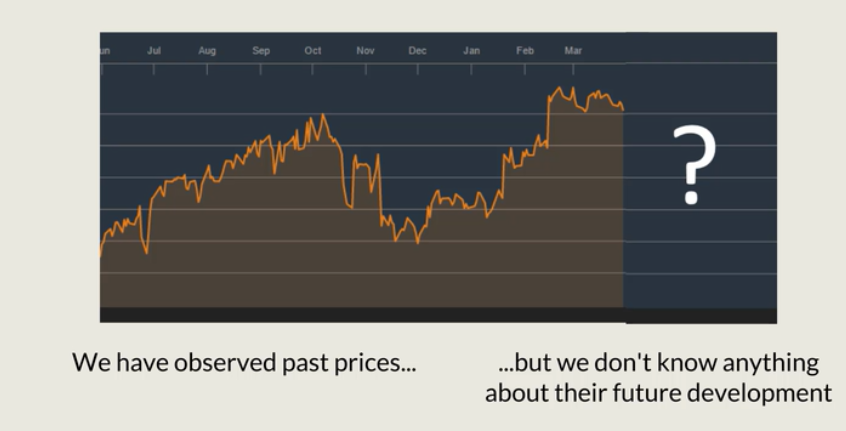 un Jul Aug Sep Oct Nov Dec Jan Feb Mar
?
We have observed past prices...
...but we don't know anything
about their future development